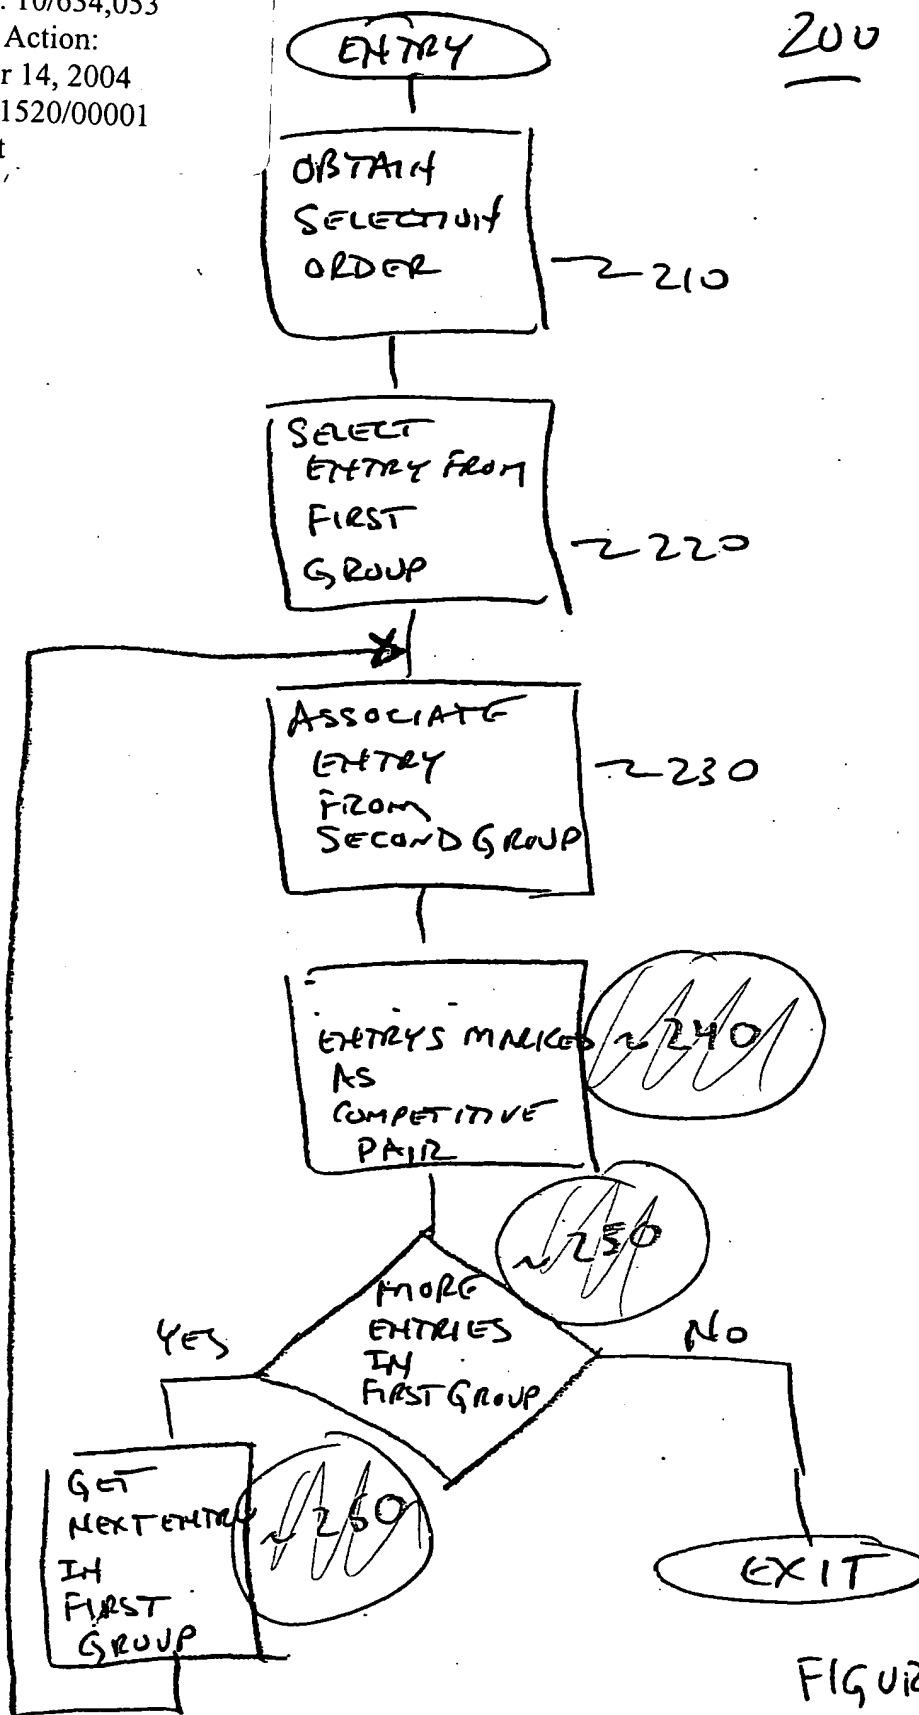 : 10/634,053
Action:
r 14, 2004
1520/00001
t
200
ENTRY
OBTAIN
SELECTION
ORDER
~210
SELECT
ENTRY FROM
FIRST
GROUP
~220
ASSOCIATE
ENTRY
FROM
SECOND GROUP
~230
ENTRYS MARKED
AS
COMPETITIVE
PAIR
~240
~250
MORE
ENTRIES
IN
FIRST GROUP
YES
NO
GET
NEXT ENTRY
IN
FIRST
GROUP
~260
EXIT
FIGUR